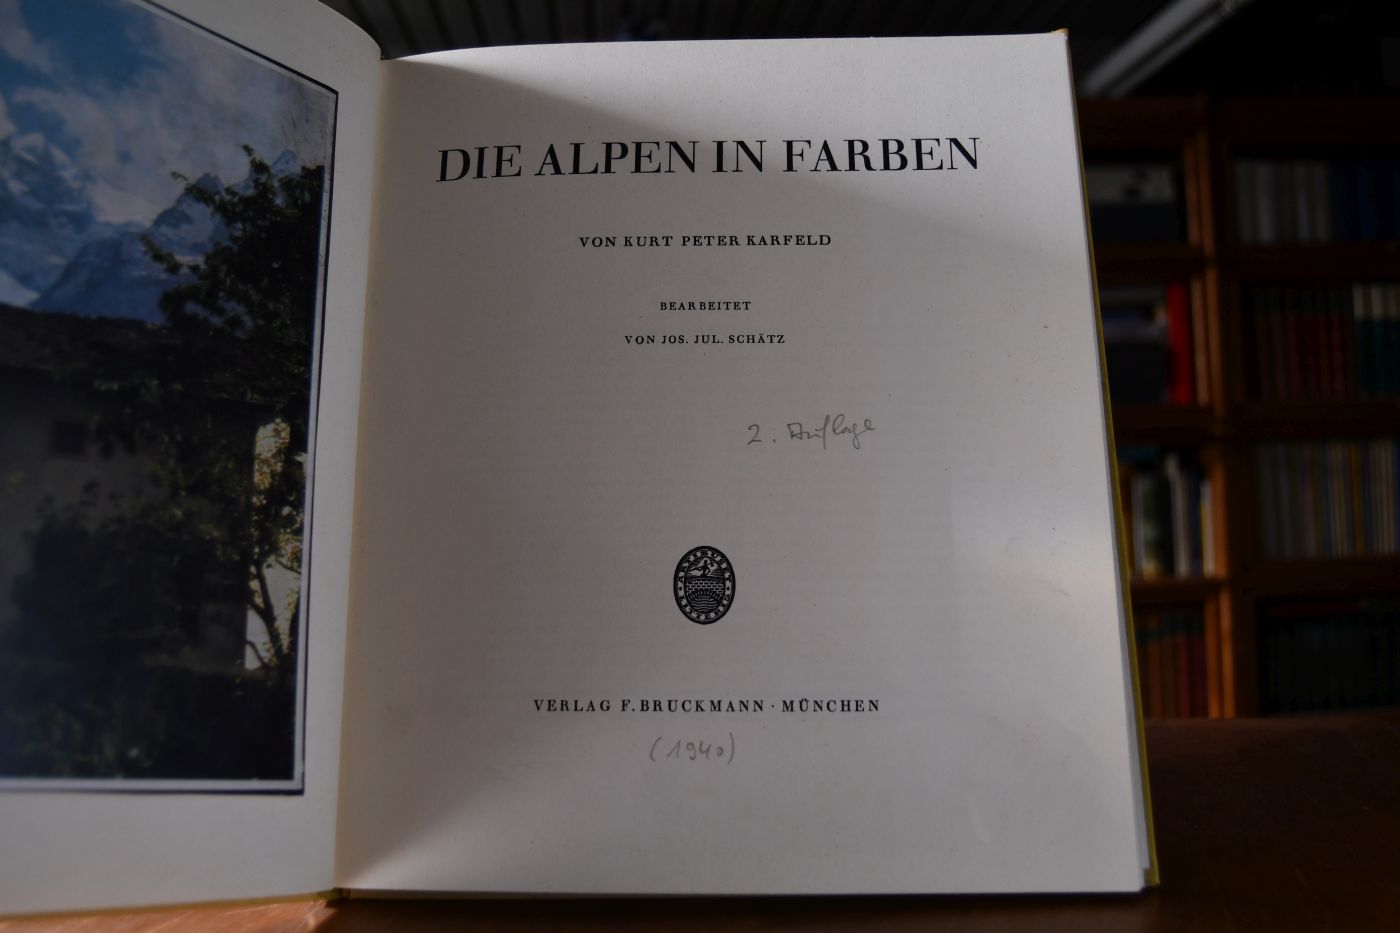 DIE ALPEN IN FARBEN
VON KURT PETER KARFELD
BEARBEITET
VON JOS. JUL. SCHÄTZ
2. Auflage
VERLAG F. BRUCKMANN · MÜNCHEN
(1940)